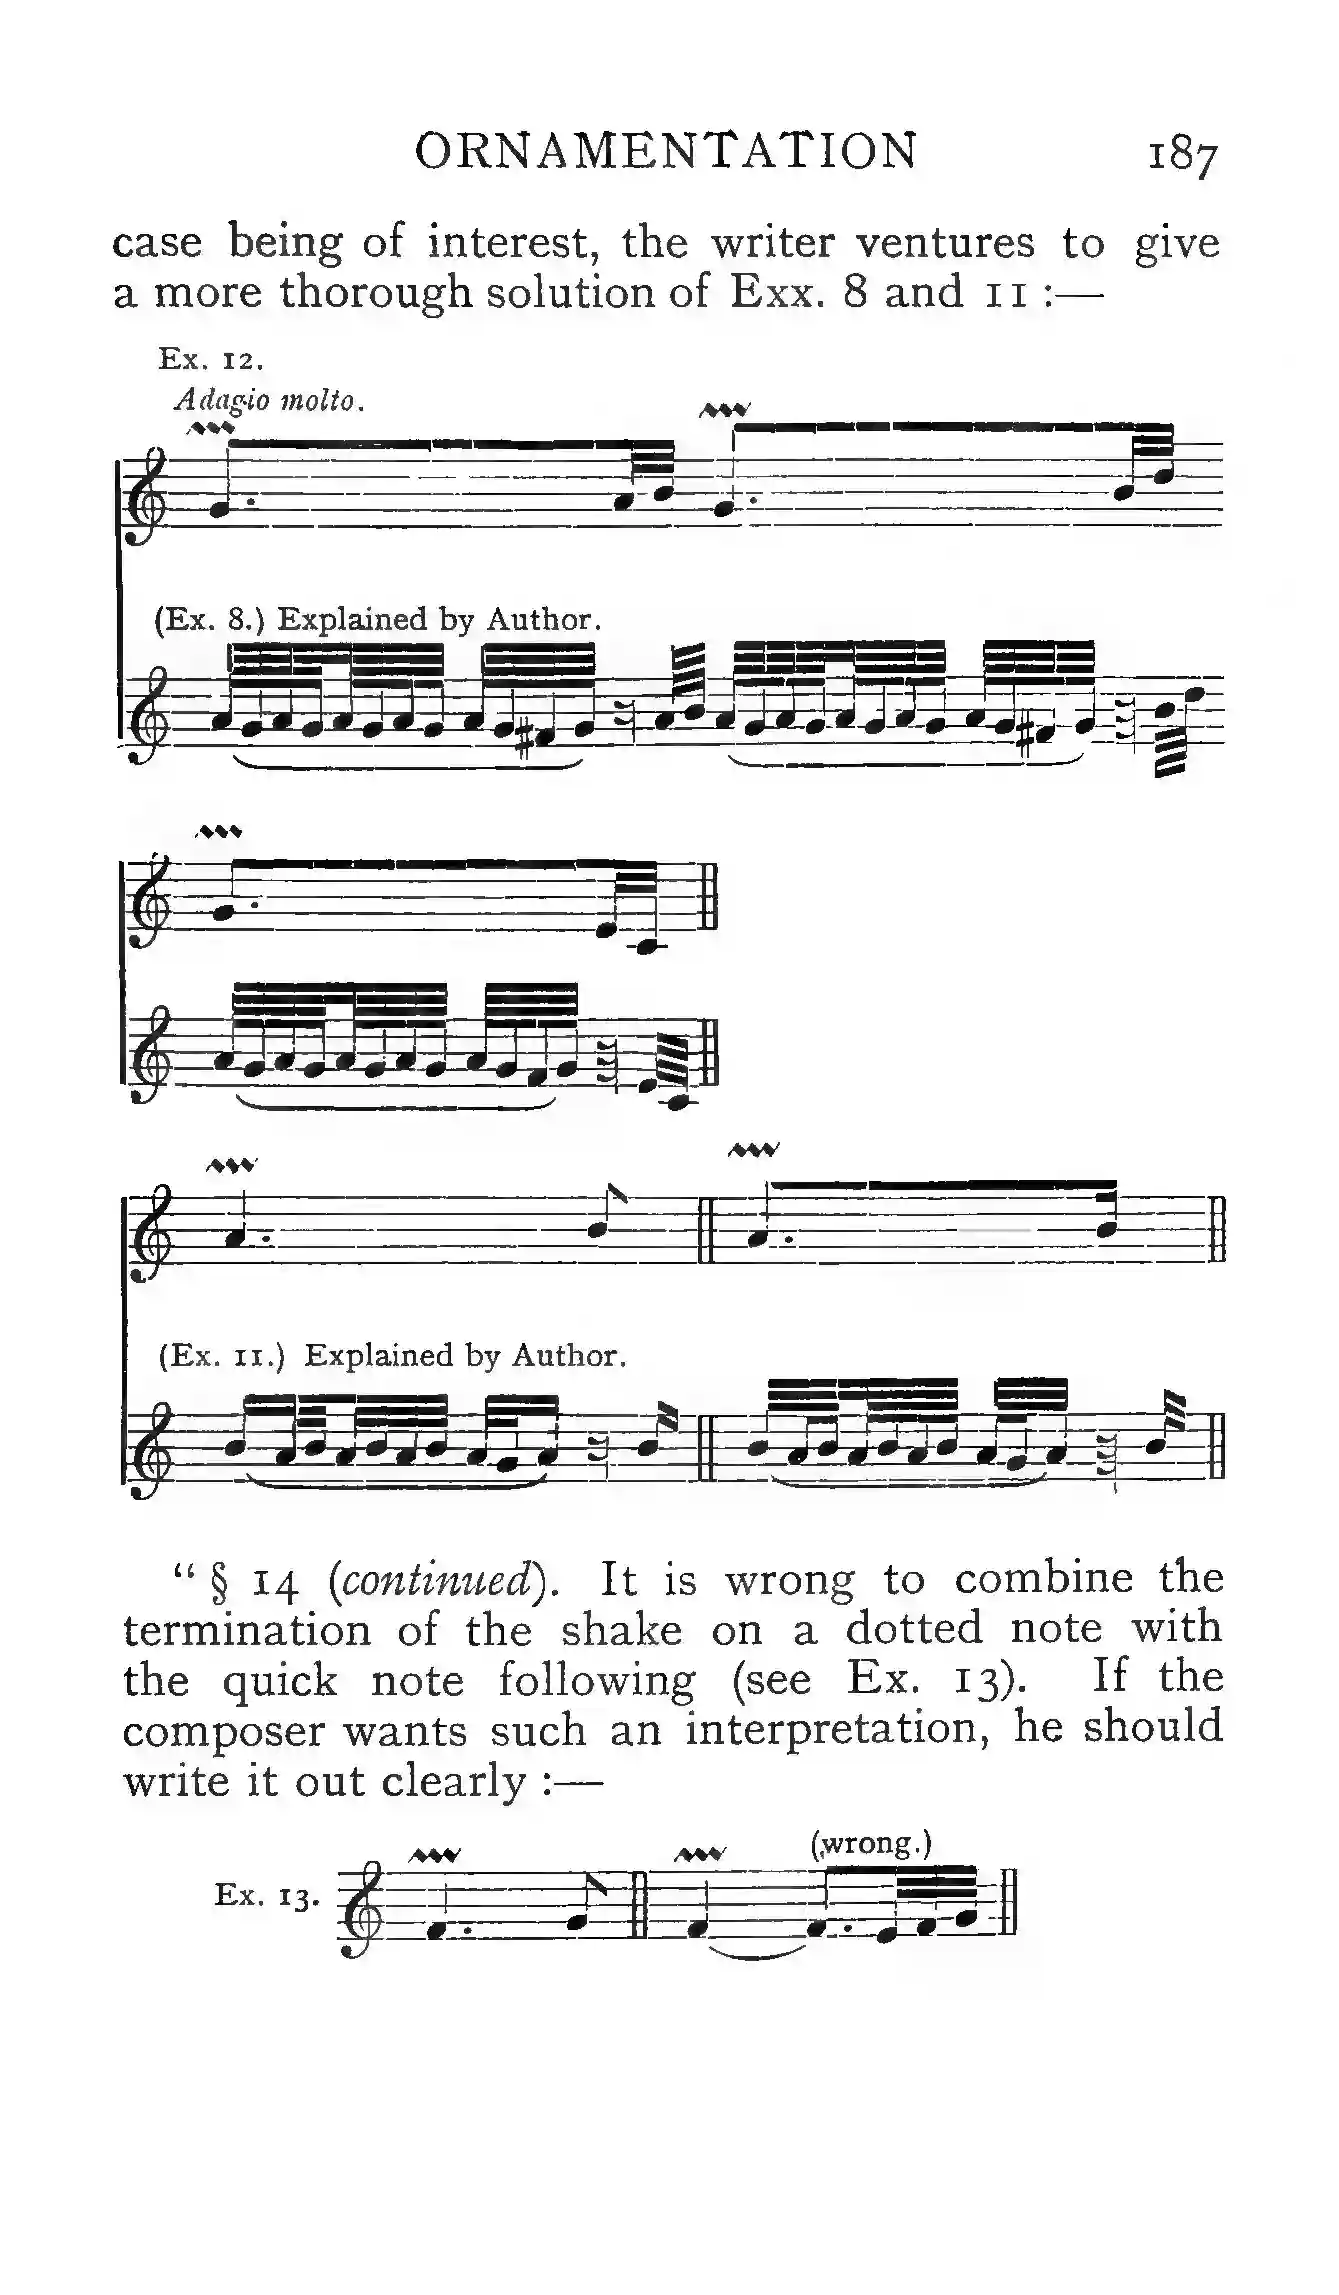 ORNAMENTATION 187
case being of interest, the writer ventures to give
a more thorough solution of Exx. 8 and 11 :—
Ex. 12.
Adagio molto.
(Ex. 8.) Explained by Author.
(Ex. 11.) Explained by Author.
“ § 14 (continued). It is wrong to combine the
termination of the shake on a dotted note with
the quick note following (see Ex. 13). If the
composer wants such an interpretation, he should
write it out clearly :—
(wrong.)
Ex. 13.